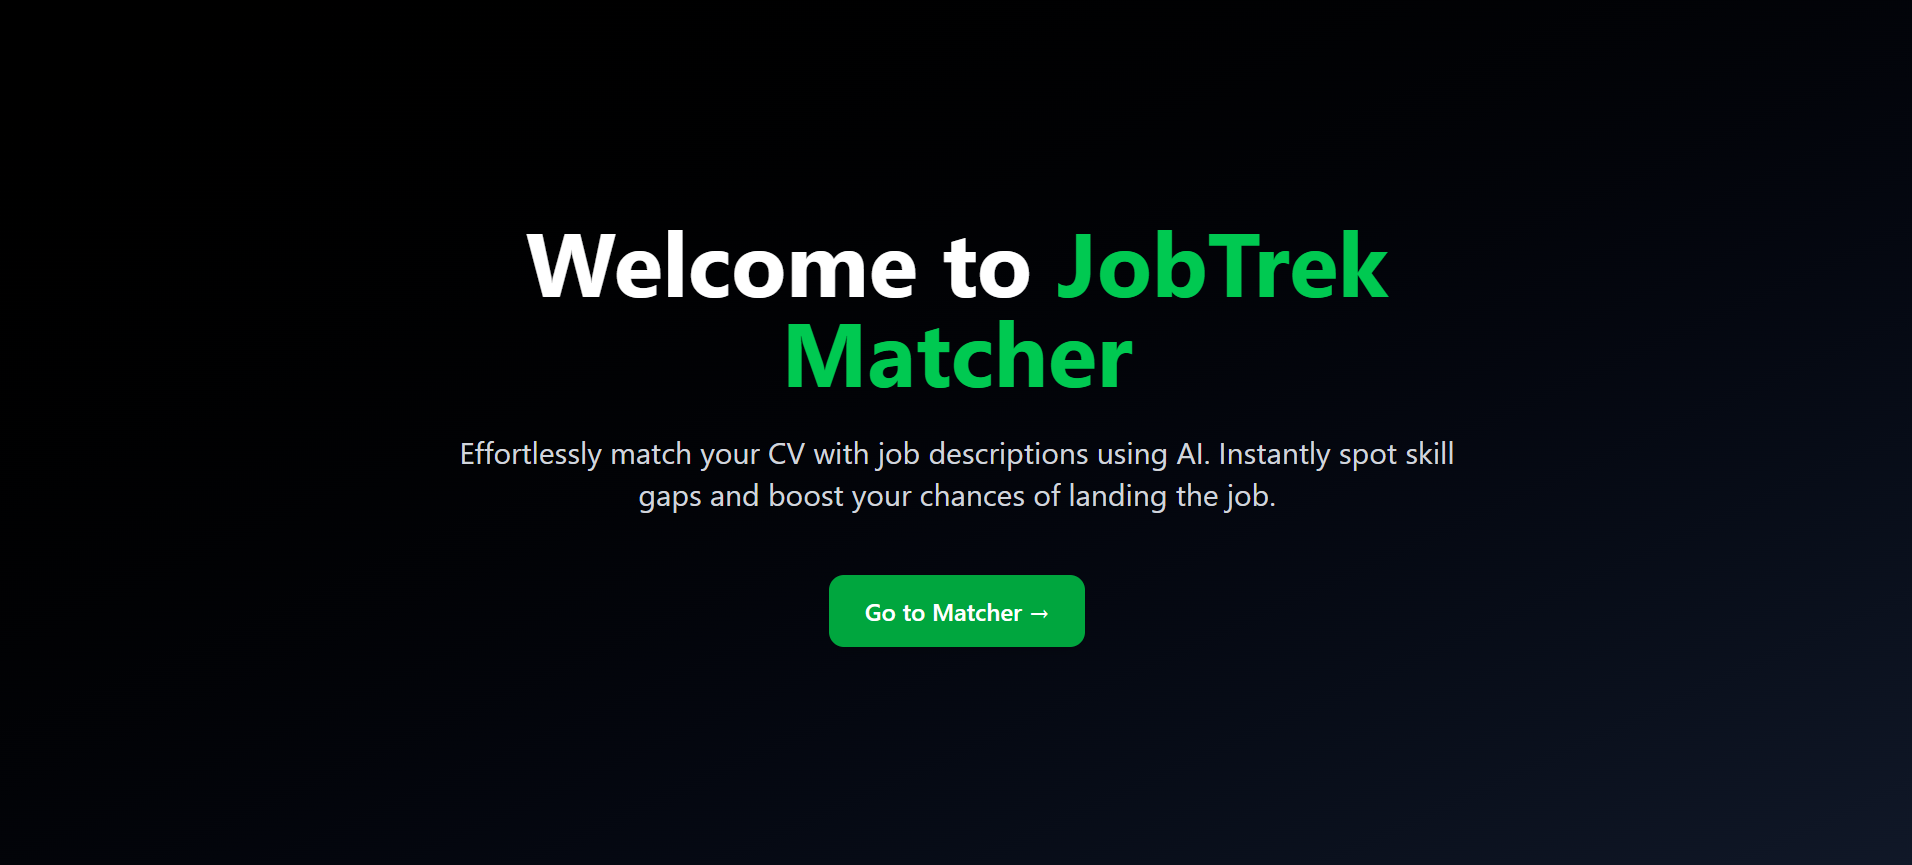 Welcome to JobTrek
Matcher
Effortlessly match your CV with job descriptions using AI. Instantly spot skill
gaps and boost your chances of landing the job.
Go to Matcher →